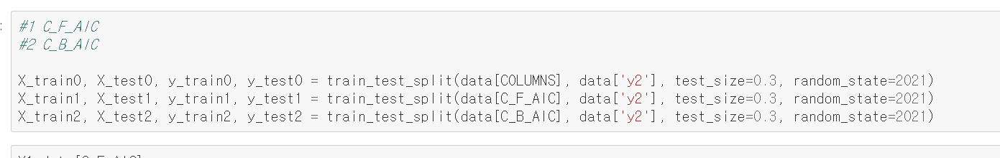 :
#1 C_F_AIC
#2 C_B_AIC
X_train0, X_test0, y_train0, y_test0 = train_test_split(data[COLUMNS], data['y2'], test_size=0.3, random_state=2021)
X_train1, X_test1, y_train1, y_test1 = train_test_split(data[C_F_AIC], data['y2'], test_size=0.3, random_state=2021)
X_train2, X_test2, y_train2, y_test2 = train_test_split(data[C_B_AIC], data['y2'], test_size=0.3, random_state=2021)